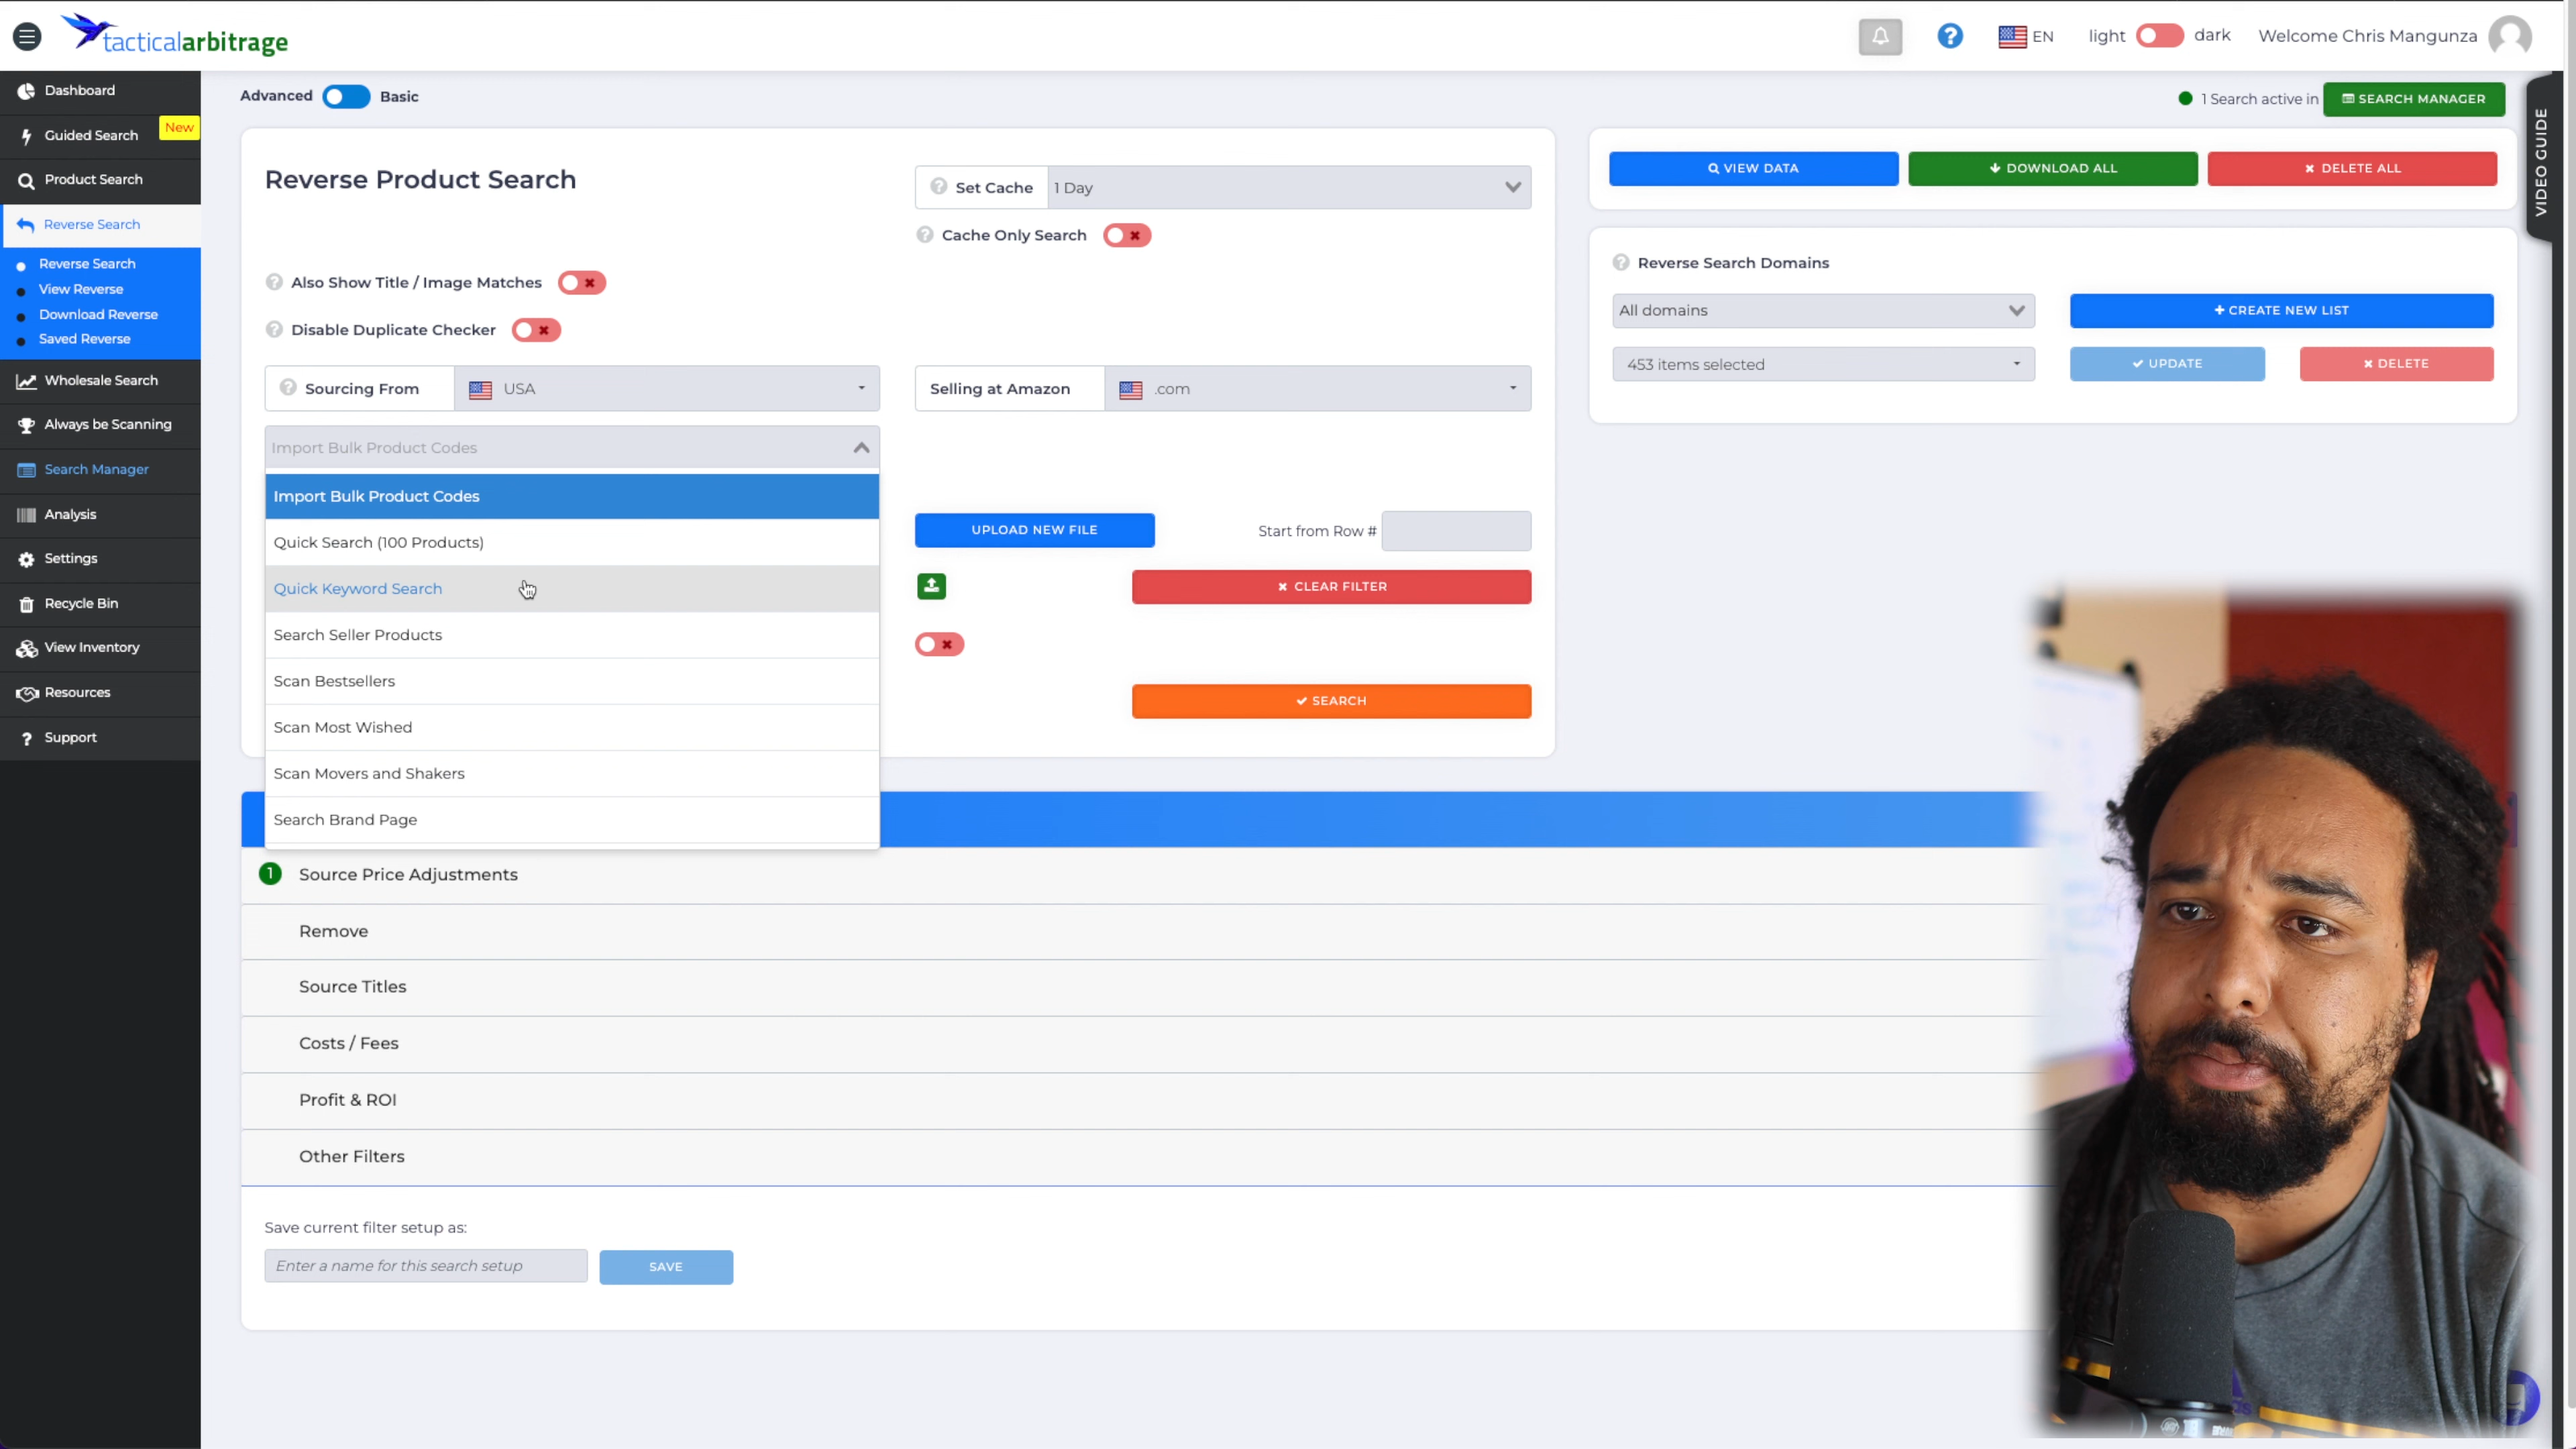 tacticalarbitrage
EN
light
dark
Welcome Chris Mangunza
Dashboard
Guided Search
New
Product Search
Reverse Search
Reverse Search
View Reverse
Download Reverse
Saved Reverse
Wholesale Search
Always be Scanning
Search Manager
Analysis
Settings
Recycle Bin
View Inventory
Resources
Support
Advanced
Basic
1 Search active in
SEARCH MANAGER
VIDEO GUIDE
Reverse Product Search
Set Cache
1 Day
Cache Only Search
Also Show Title / Image Matches
Disable Duplicate Checker
Sourcing From
USA
Selling at Amazon
.com
Import Bulk Product Codes
Import Bulk Product Codes
Quick Search (100 Products)
Quick Keyword Search
Search Seller Products
Scan Bestsellers
Scan Most Wished
Scan Movers and Shakers
Search Brand Page
UPLOAD NEW FILE
Start from Row #
CLEAR FILTER
SEARCH
VIEW DATA
DOWNLOAD ALL
DELETE ALL
Reverse Search Domains
All domains
+ CREATE NEW LIST
453 items selected
UPDATE
DELETE
1
Source Price Adjustments
Remove
Source Titles
Costs / Fees
Profit & ROI
Other Filters
Save current filter setup as:
Enter a name for this search setup
SAVE